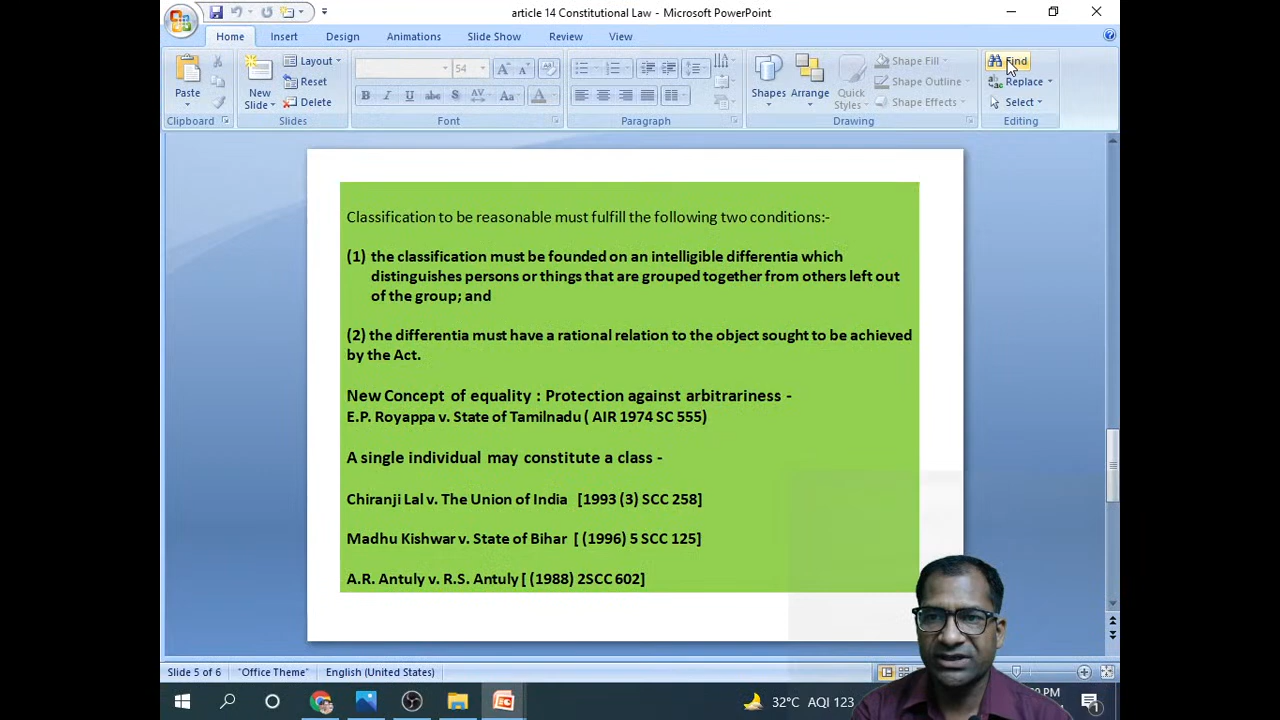 article 14 Constitutional Law - Microsoft PowerPoint
Home Insert Design Animations Slide Show Review View
Paste
Clipboard
New Slide
Layout
Reset
Delete
Slides
54
B I U abc S AV Aa A
Font
Paragraph
Shapes
Arrange
Quick Styles
Shape Fill
Shape Outline
Shape Effects
Drawing
Find
Replace
Select
Editing
Classification to be reasonable must fulfill the following two conditions:-
(1) the classification must be founded on an intelligible differentia which
distinguishes persons or things that are grouped together from others left out
of the group; and
(2) the differentia must have a rational relation to the object sought to be achieved
by the Act.
New Concept of equality : Protection against arbitrariness -
E.P. Royappa v. State of Tamilnadu ( AIR 1974 SC 555)
A single individual may constitute a class -
Chiranji Lal v. The Union of India [1993 (3) SCC 258]
Madhu Kishwar v. State of Bihar [ (1996) 5 SCC 125]
A.R. Antuly v. R.S. Antuly [ (1988) 2SCC 602]
Slide 5 of 6 "Office Theme" English (United States)
32°C AQI 123
1